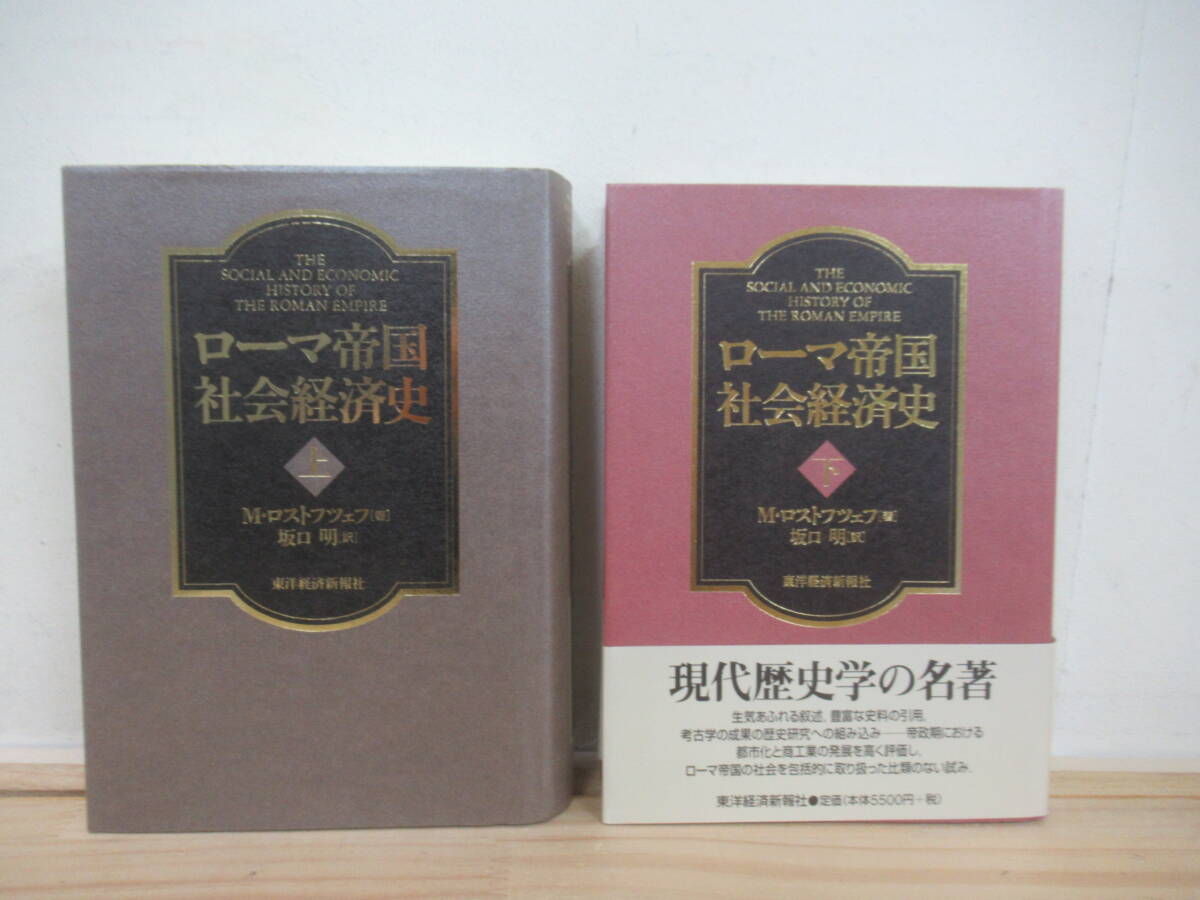 THE
SOCIAL AND ECONOMIC
HISTORY OF
THE ROMAN EMPIRE
ローマ帝国
社会経済史
上
M・ロストフツェフ[著]
坂口 明[訳]
東洋経済新報社
THE
SOCIAL AND ECONOMIC
HISTORY OF
THE ROMAN EMPIRE
ローマ帝国
社会経済史
下
M・ロストフツェフ[著]
坂口 明[訳]
東洋経済新報社
現代歴史学の名著
生気あふれる叙述、豊富な史料の引用、
考古学の成果の歴史研究への組み込み——帝政期における
都市化と商工業の発展を高く評価し、
ローマ帝国の社会を包括的に取り扱った比類のない試み。
東洋経済新報社●定価(本体5500円+税)